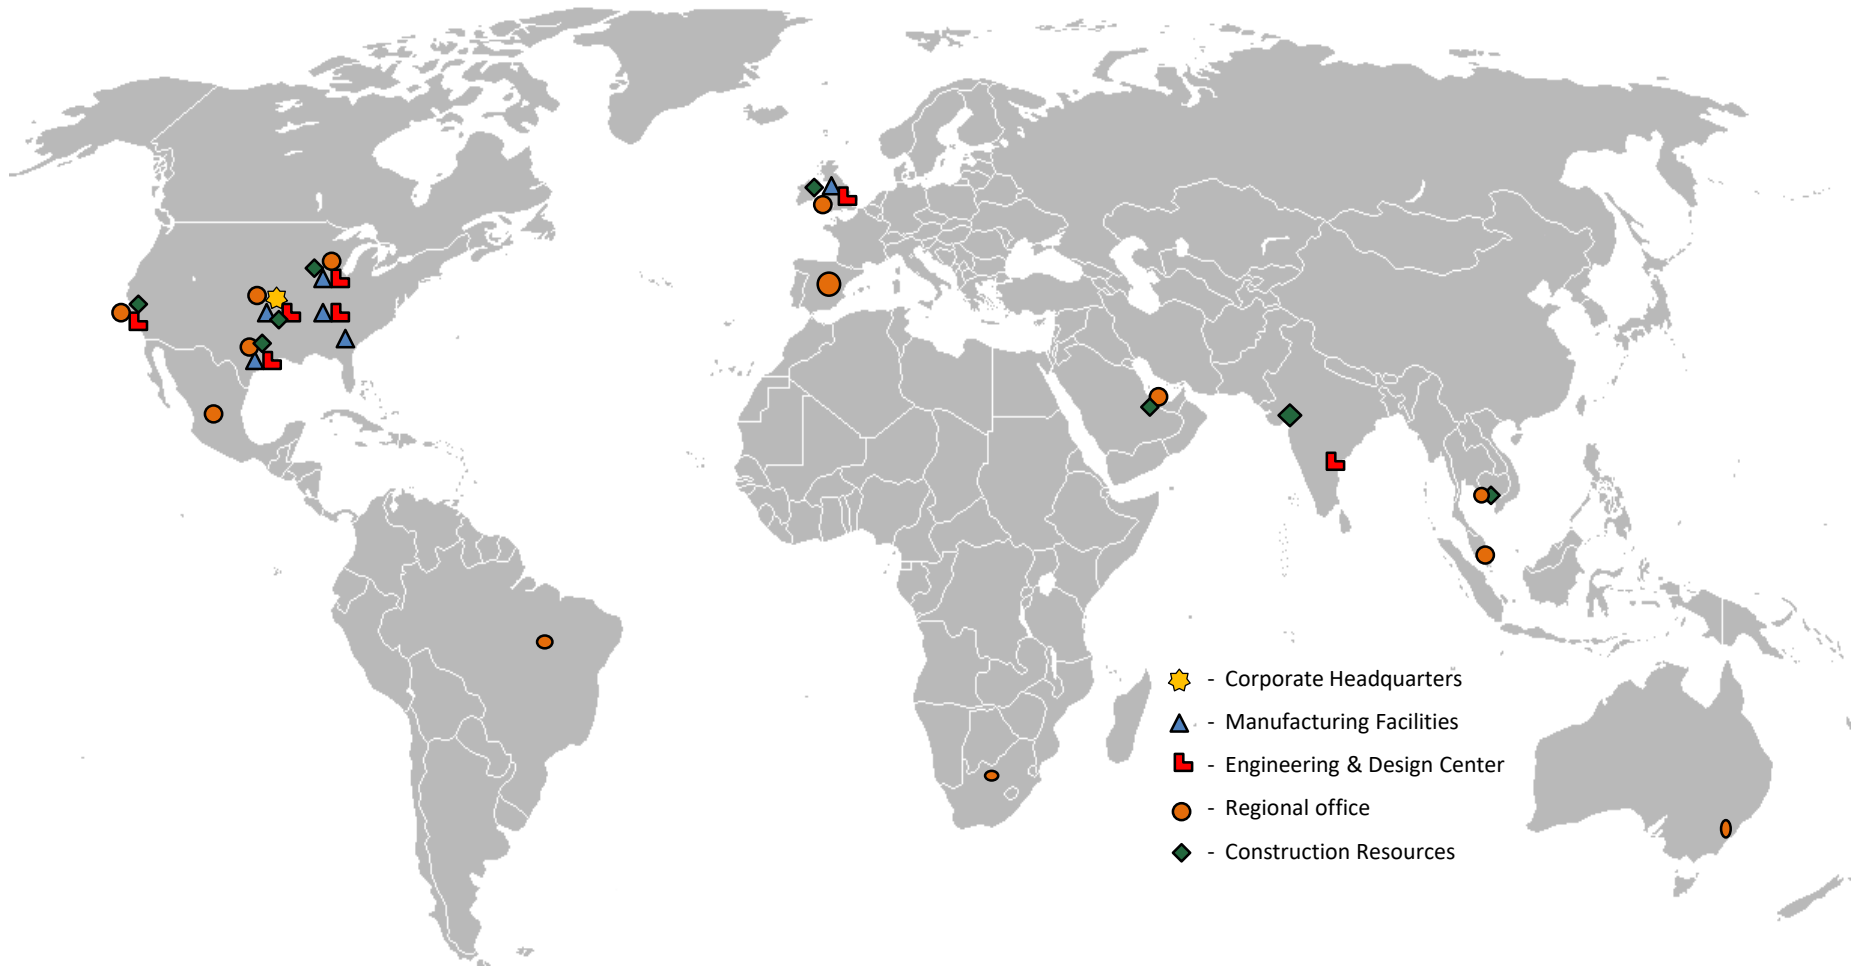 - Corporate Headquarters
- Manufacturing Facilities
- Engineering & Design Center
- Regional office
- Construction Resources